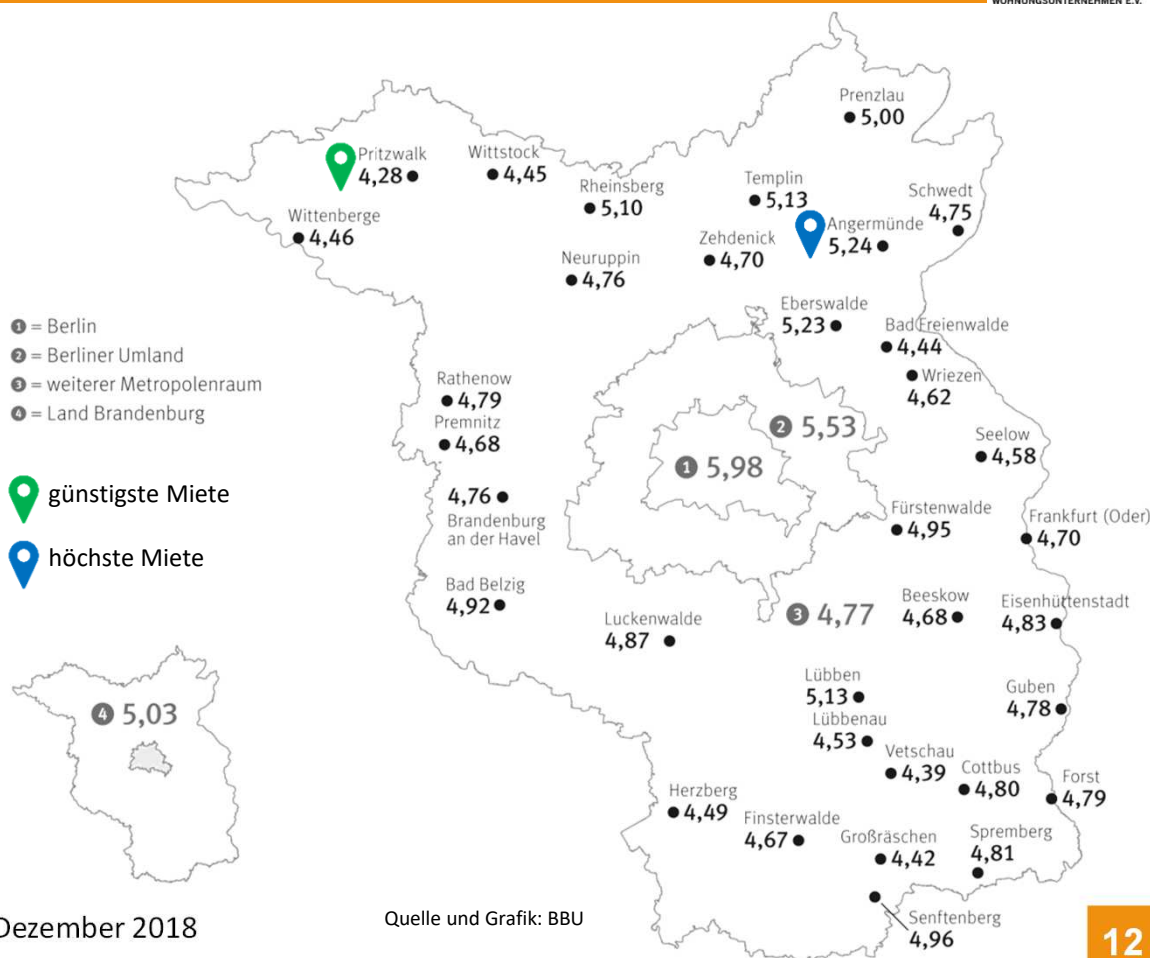 WOHNUNGSUNTERNEHMEN E.V.
Prenzlau
5,00
Pritzwalk
4,28
Wittstock
4,45
Rheinsberg
5,10
Templin
5,13
Schwedt
4,75
Wittenberge
4,46
Angermünde
5,24
Zehdenick
4,70
Neuruppin
4,76
Eberswalde
5,23
Bad Freienwalde
4,44
Wriezen
4,62
1 = Berlin
2 = Berliner Umland
3 = weiterer Metropolenraum
4 = Land Brandenburg
Rathenow
4,79
Premnitz
4,68
2 5,53
1 5,98
Seelow
4,58
günstigste Miete
höchste Miete
4,76
Brandenburg
an der Havel
Fürstenwalde
4,95
Frankfurt (Oder)
4,70
Bad Belzig
4,92
Luckenwalde
4,87
3 4,77
Beeskow
4,68
Eisenhüttenstadt
4,83
4 5,03
Lübben
5,13
Guben
4,78
Lübbenau
4,53
Vetschau
4,39
Cottbus
4,80
Forst
4,79
Herzberg
4,49
Finsterwalde
4,67
Großräschen
4,42
Spremberg
4,81
Senftenberg
4,96
Dezember 2018
Quelle und Grafik: BBU
12